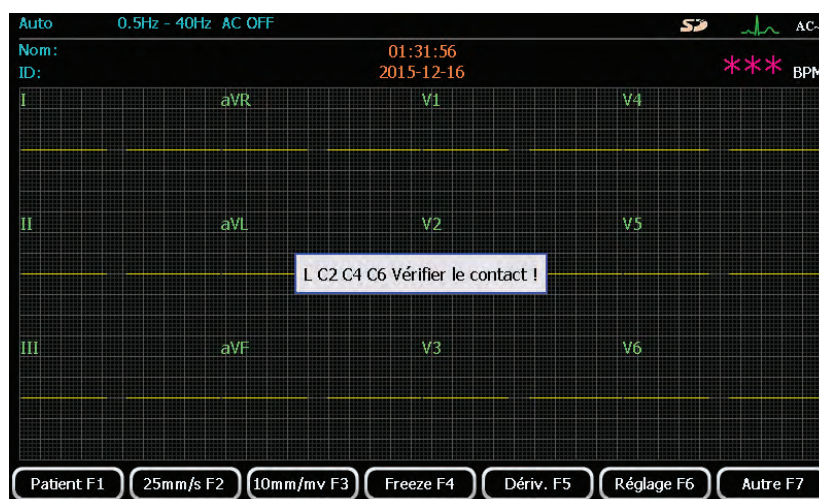 Auto 0.5Hz - 40Hz AC OFF SD AC~
Nom: 01:31:56
ID: 2015-12-16 *** BPM
I aVR V1 V4
II aVL V2 V5
L C2 C4 C6 Vérifier le contact !
III aVF V3 V6
Patient F1 25mm/s F2 10mm/mv F3 Freeze F4 Dériv. F5 Réglage F6 Autre F7